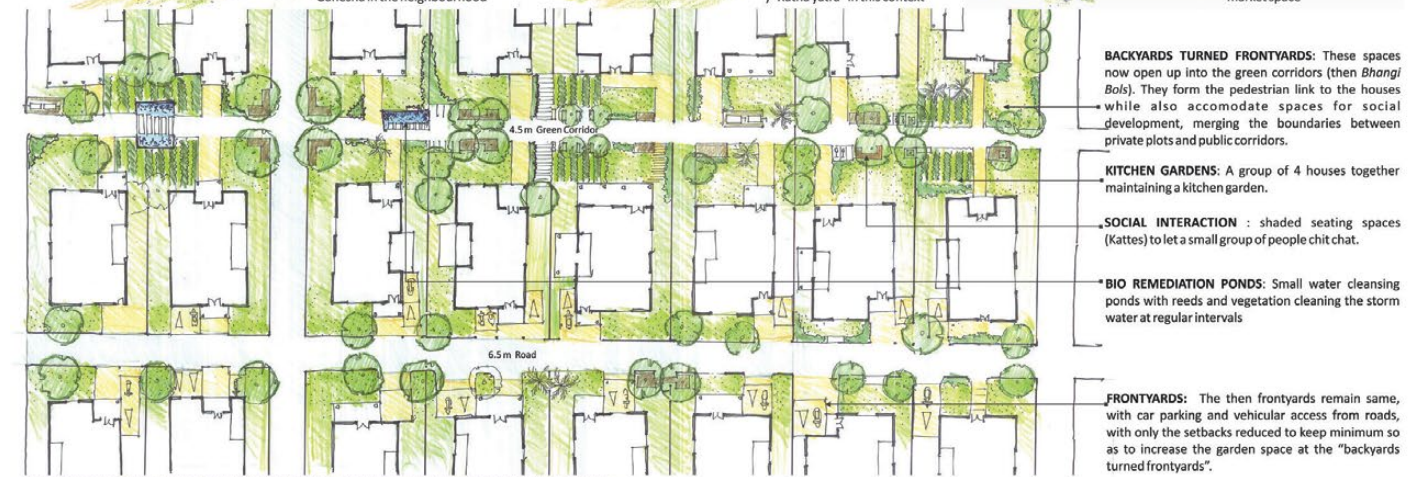 Gardens in the neighbourhood
market space
BACKYARDS TURNED FRONTYARDS: These spaces
now open up into the green corridors (then Bhangi
Bols). They form the pedestrian link to the houses
while also accomodate spaces for social
development, merging the boundaries between
private plots and public corridors.
4.5 m Green Corridor
KITCHEN GARDENS: A group of 4 houses together
maintaining a kitchen garden.
SOCIAL INTERACTION : shaded seating spaces
(Kattes) to let a small group of people chit chat.
BIO REMEDIATION PONDS: Small water cleansing
ponds with reeds and vegetation cleaning the storm
water at regular intervals
6.5 m Road
FRONTYARDS: The then frontyards remain same,
with car parking and vehicular access from roads,
with only the setbacks reduced to keep minimum so
as to increase the garden space at the “backyards
turned frontyards”.